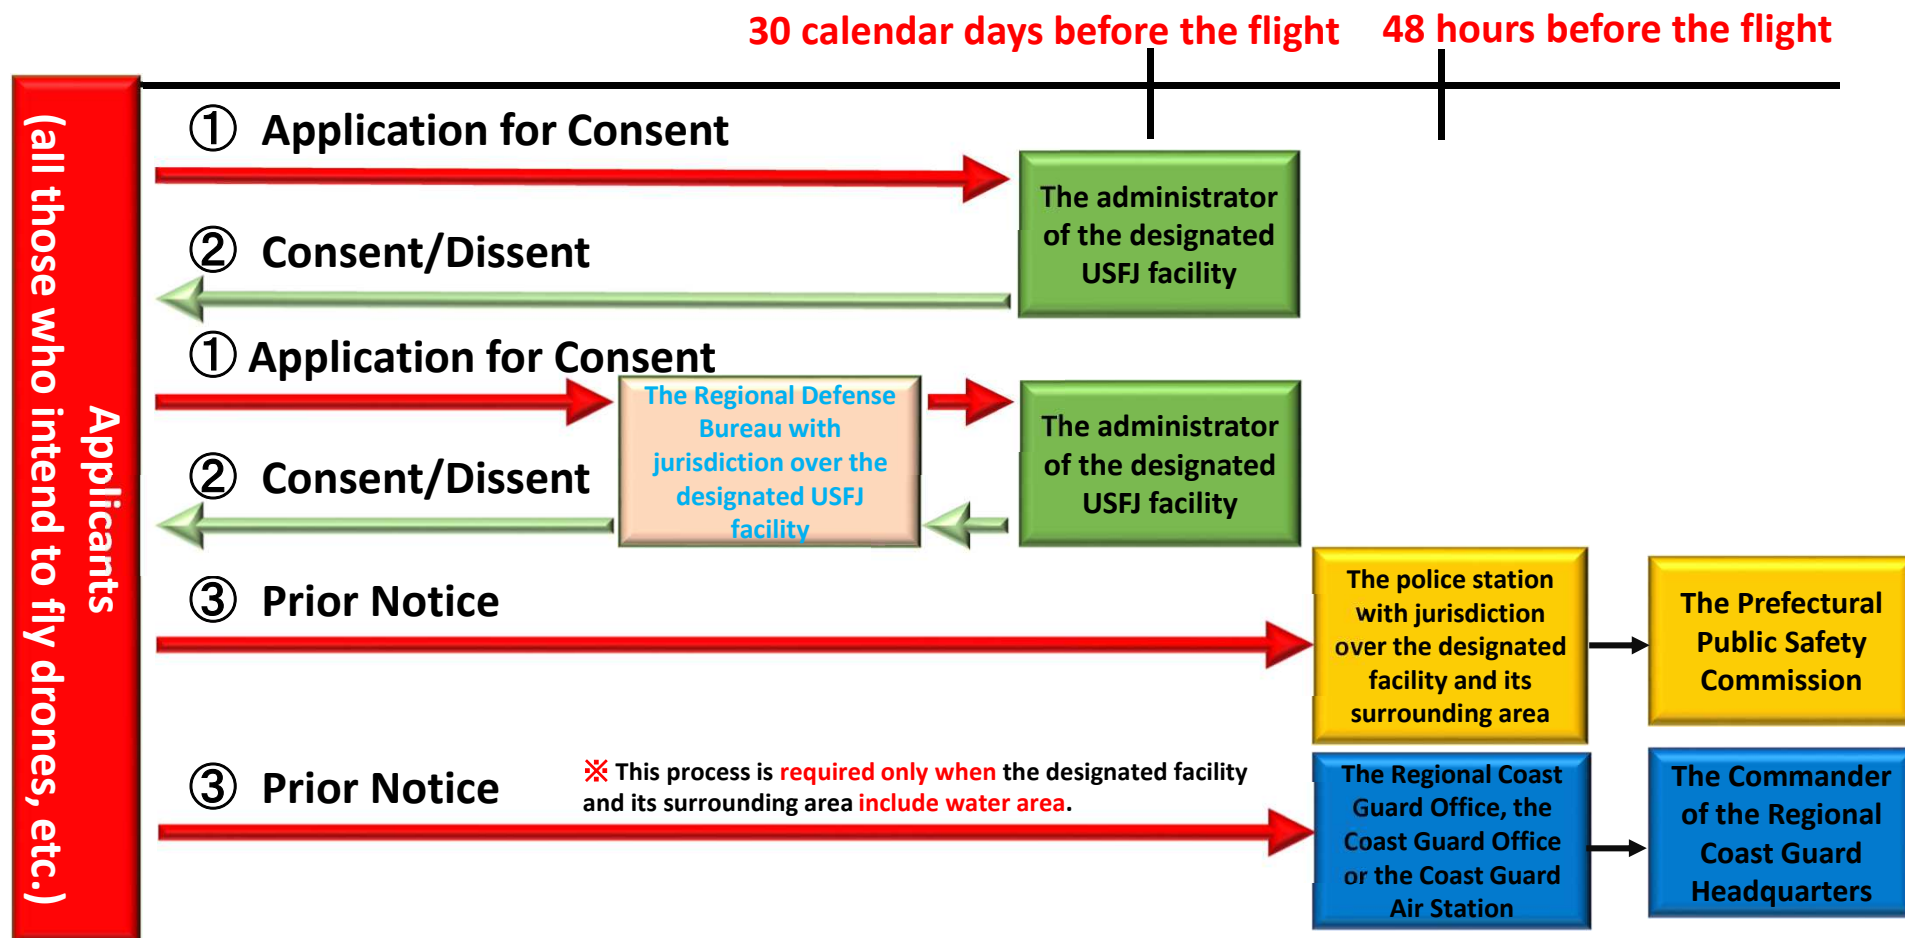 30 calendar days before the flight
48 hours before the flight
Applicants
(all those who intend to fly drones, etc.)
① Application for Consent
The administrator
of the designated
USFJ facility
② Consent/Dissent
① Application for Consent
The Regional Defense
Bureau with
jurisdiction over the
designated USFJ
facility
The administrator
of the designated
USFJ facility
② Consent/Dissent
③ Prior Notice
The police station
with jurisdiction
over the designated
facility and its
surrounding area
The Prefectural
Public Safety
Commission
③ Prior Notice
※ This process is required only when the designated facility
and its surrounding area include water area.
The Regional Coast
Guard Office, the
Coast Guard Office
or the Coast Guard
Air Station
The Commander
of the Regional
Coast Guard
Headquarters